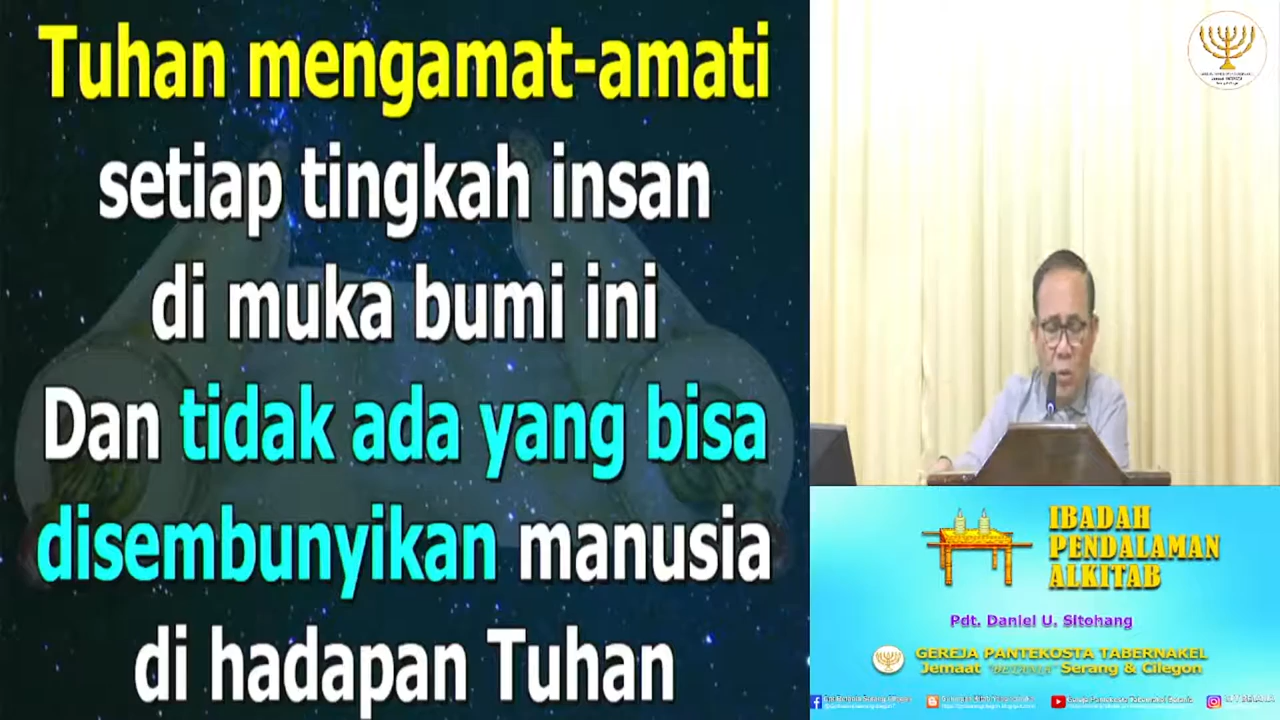 Tuhan mengamat-amati
setiap tingkah insan
di muka bumi ini
Dan tidak ada yang bisa
disembunyikan manusia
di hadapan Tuhan
IBADAH
PENDALAMAN
ALKITAB
Pdt. Daniel U. Sitohang
GEREJA PANTEKOSTA TABERNAKEL
Jemaat "BETANIA" Serang & Cilegon